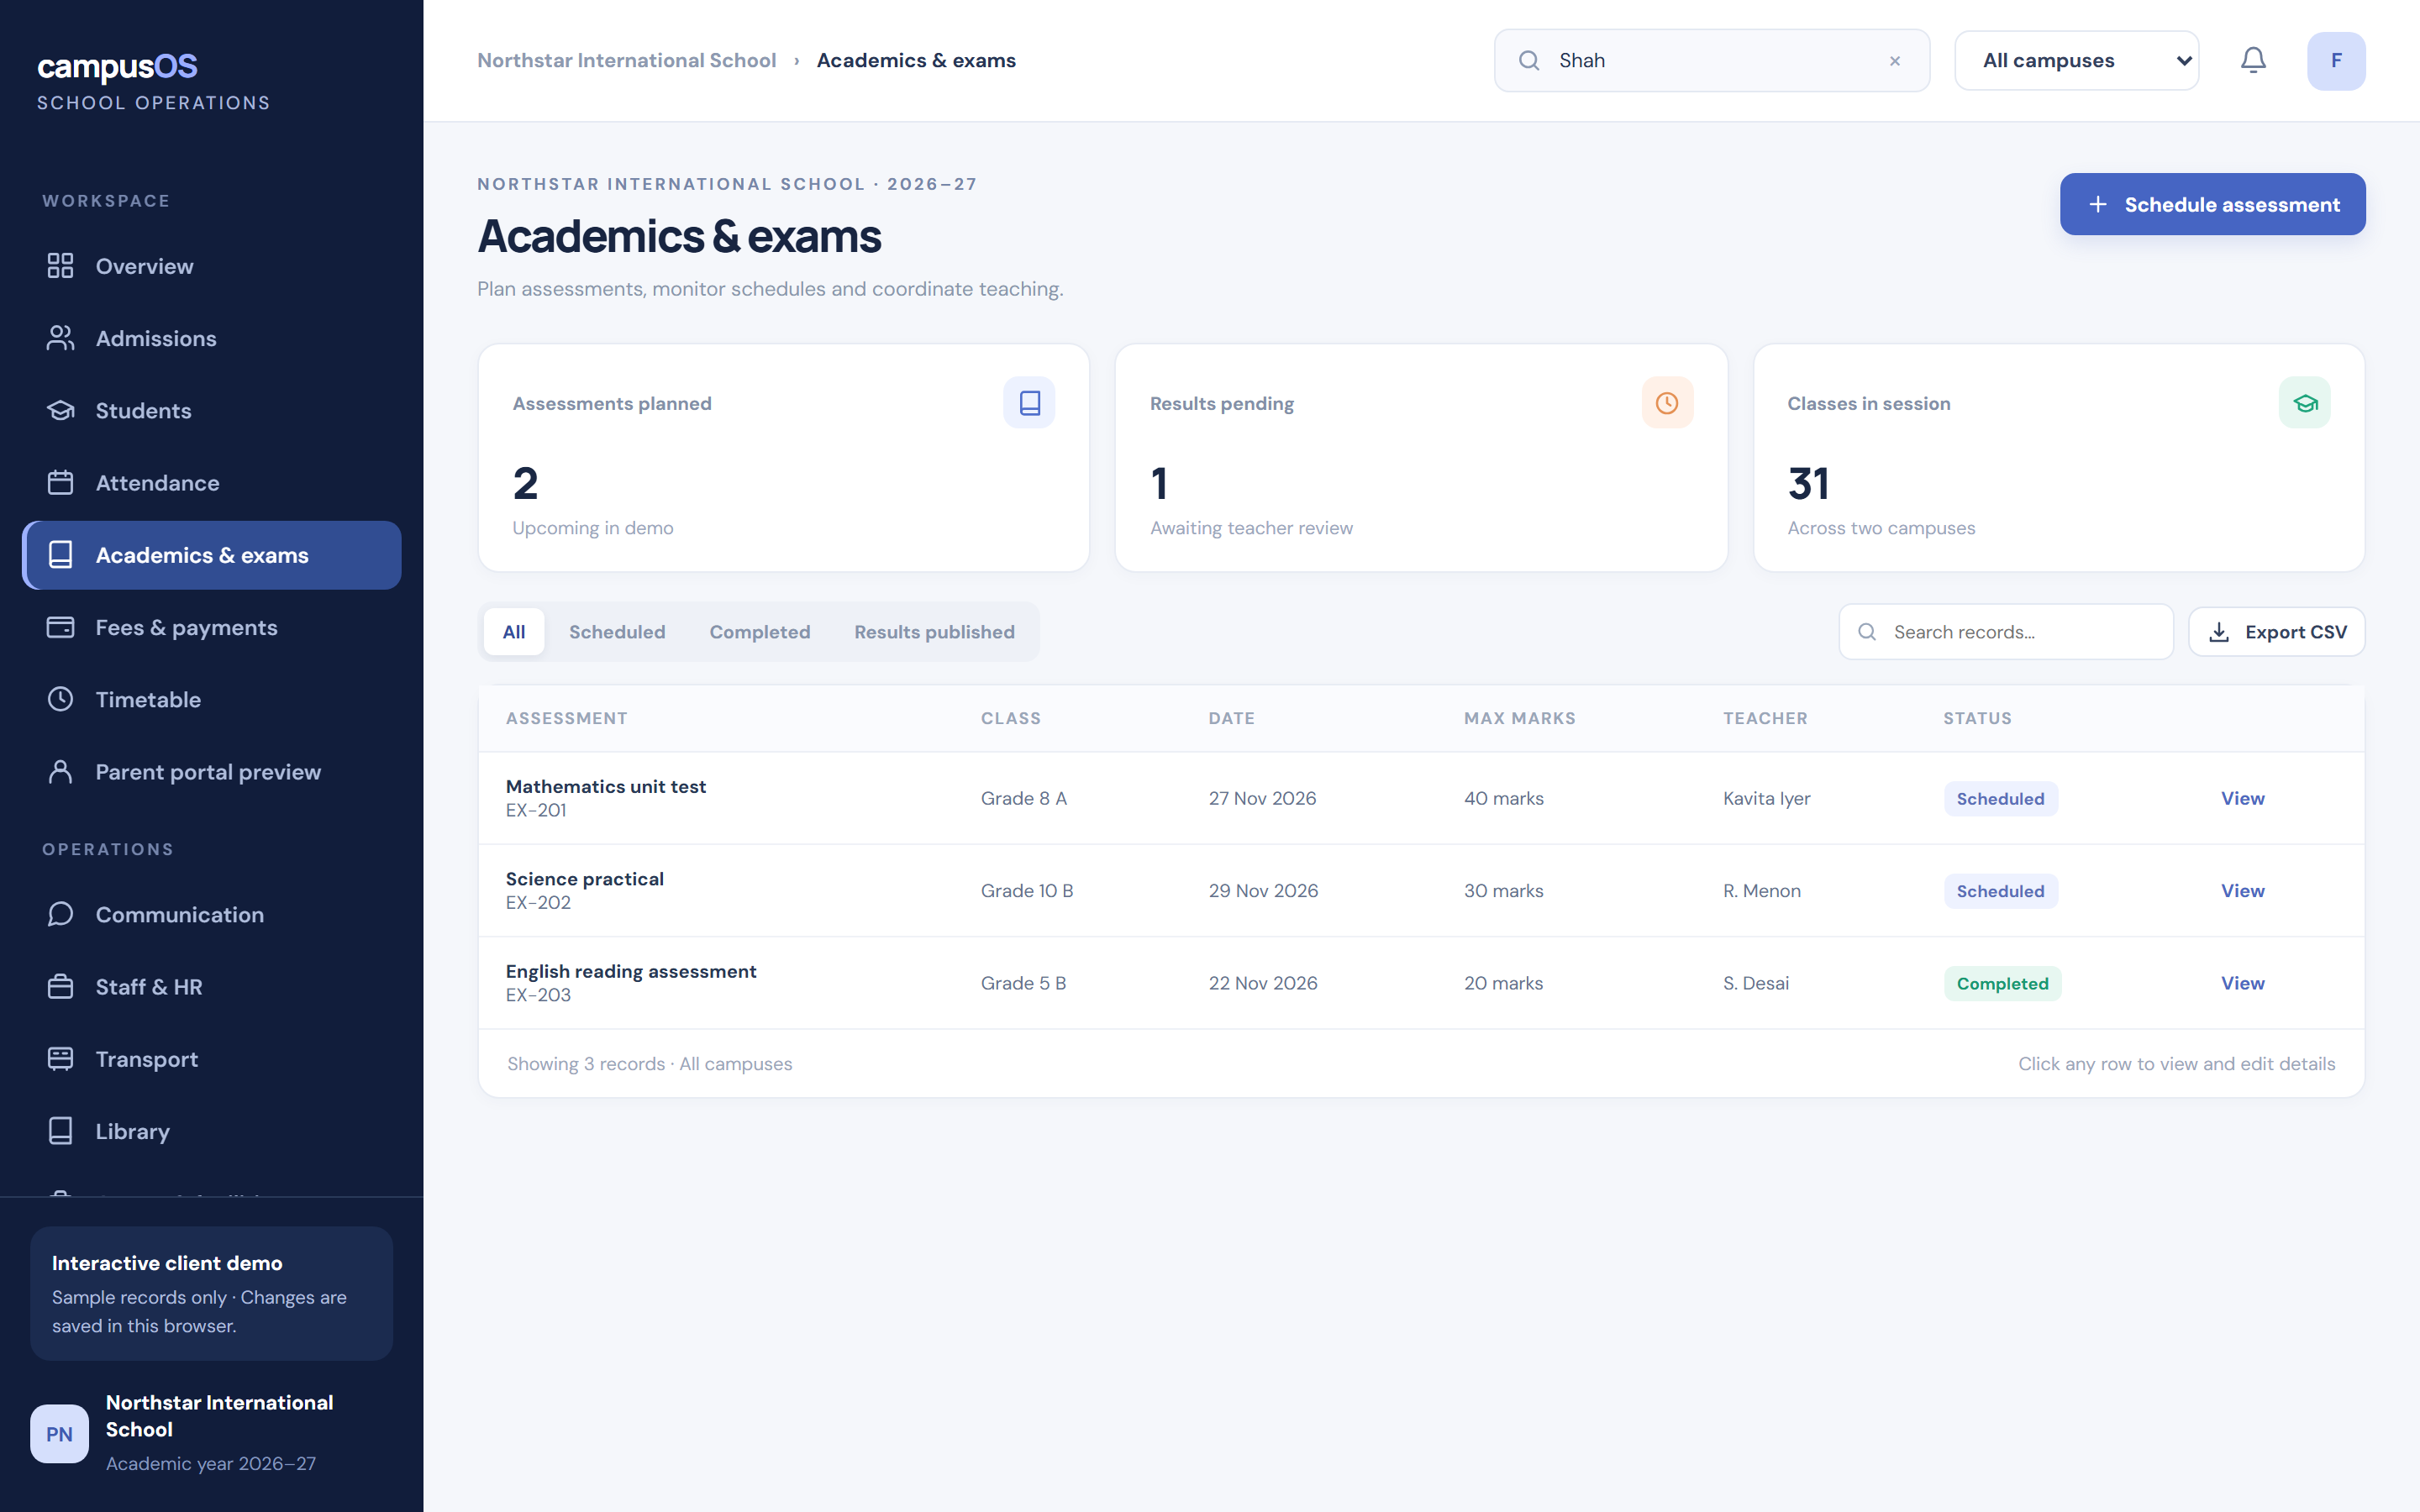 campusOS
SCHOOL OPERATIONS
WORKSPACE
Overview
Admissions
Students
Attendance
Academics & exams
Fees & payments
Timetable
Parent portal preview
OPERATIONS
Communication
Staff & HR
Transport
Library
Interactive client demo
Sample records only · Changes are
saved in this browser.
PN
Northstar International
School
Academic year 2026–27
Northstar International School › Academics & exams
Shah ×
All campuses
F
NORTHSTAR INTERNATIONAL SCHOOL · 2026–27
Academics & exams
Plan assessments, monitor schedules and coordinate teaching.
+ Schedule assessment
Assessments planned
2
Upcoming in demo
Results pending
1
Awaiting teacher review
Classes in session
31
Across two campuses
All Scheduled Completed Results published
Search records...
Export CSV
ASSESSMENT CLASS DATE MAX MARKS TEACHER STATUS
Mathematics unit test
EX-201
Grade 8 A 27 Nov 2026 40 marks Kavita Iyer Scheduled View
Science practical
EX-202
Grade 10 B 29 Nov 2026 30 marks R. Menon Scheduled View
English reading assessment
EX-203
Grade 5 B 22 Nov 2026 20 marks S. Desai Completed View
Showing 3 records · All campuses
Click any row to view and edit details